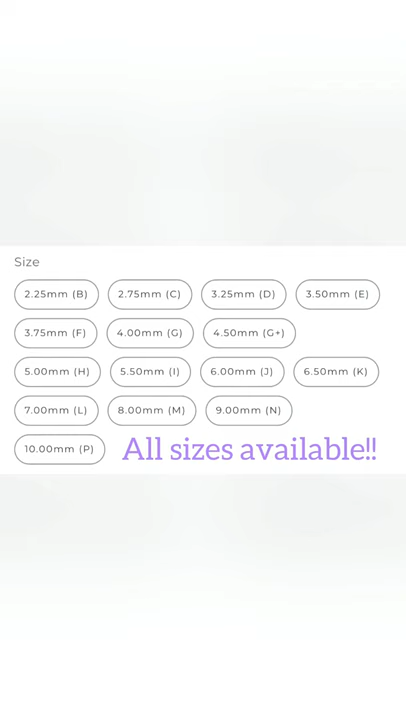 Size
2.25mm (B) 2.75mm (C) 3.25mm (D) 3.50mm (E)
3.75mm (F) 4.00mm (G) 4.50mm (G+)
5.00mm (H) 5.50mm (I) 6.00mm (J) 6.50mm (K)
7.00mm (L) 8.00mm (M) 9.00mm (N)
10.00mm (P) All sizes available!!